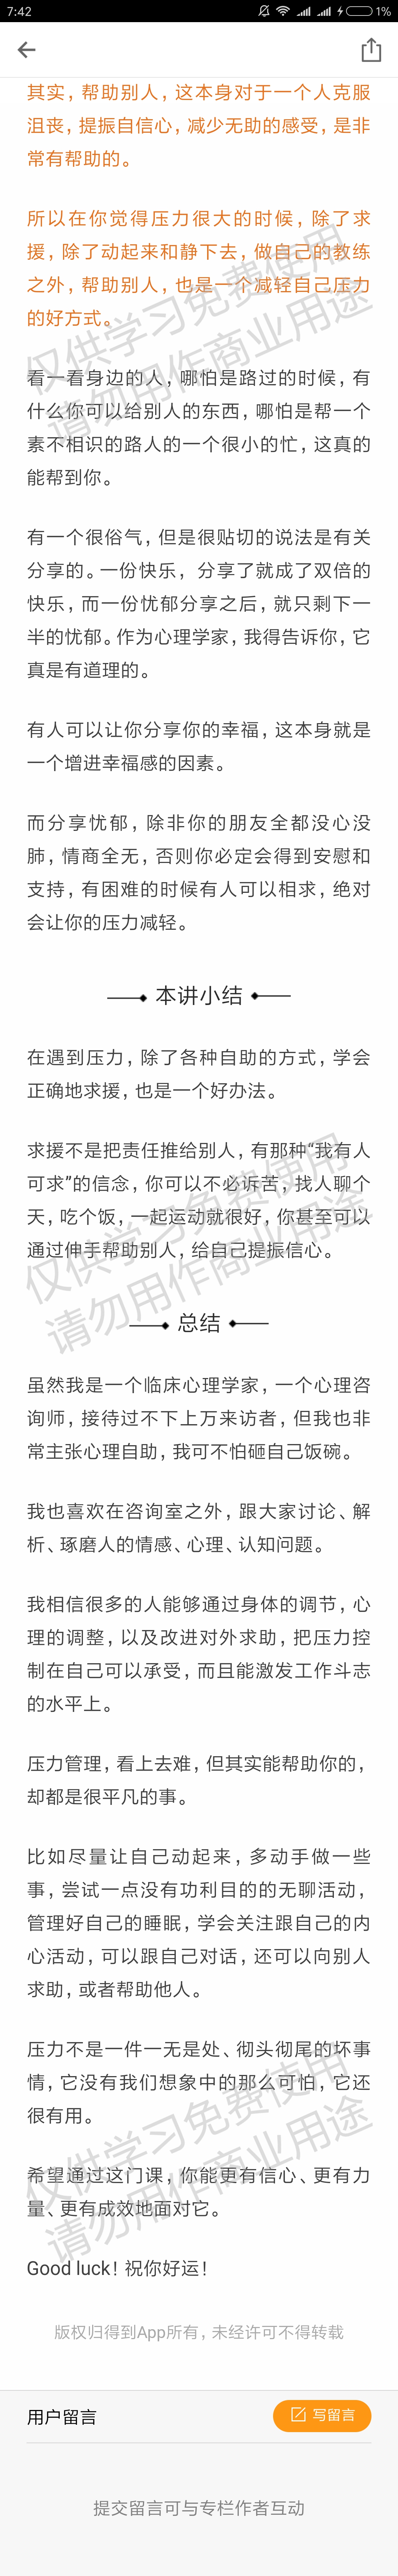 7:42
1%
其实，帮助别人，这本身对于一个人克服
沮丧，提振自信心，减少无助的感受，是非
常有帮助的。
所以在你觉得压力很大的时候，除了求
援，除了动起来和静下去，做自己的教练
之外，帮助别人，也是一个减轻自己压力
的好方式。
仅供学习免费使用
请勿用作商业用途
看一看身边的人，哪怕是路过的时候，有
什么你可以给别人的东西，哪怕是帮一个
素不相识的路人的一个很小的忙，这真的
能帮到你。
有一个很俗气，但是很贴切的说法是有关
分享的。一份快乐，分享了就成了双倍的
快乐，而一份忧郁分享之后，就只剩下一
半的忧郁。作为心理学家，我得告诉你，它
真是有道理的。
有人可以让你分享你的幸福，这本身就是
一个增进幸福感的因素。
而分享忧郁，除非你的朋友全都没心没
肺，情商全无，否则你必定会得到安慰和
支持，有困难的时候有人可以相求，绝对
会让你的压力减轻。
本讲小结
在遇到压力，除了各种自助的方式，学会
正确地求援，也是一个好办法。
求援不是把责任推给别人，有那种“我有人
可求”的信念，你可以不必诉苦，找人聊个
天，吃个饭，一起运动就很好，你甚至可以
通过伸手帮助别人，给自己提振信心。
仅供学习免费使用
请勿用作商业用途
总结
虽然我是一个临床心理学家，一个心理咨
询师，接待过不下上万来访者，但我也非
常主张心理自助，我可不怕砸自己饭碗。
我也喜欢在咨询室之外，跟大家讨论、解
析、琢磨人的情感、心理、认知问题。
我相信很多的人能够通过身体的调节，心
理的调整，以及改进对外求助，把压力控
制在自己可以承受，而且能激发工作斗志
的水平上。
压力管理，看上去难，但其实能帮助你的，
却都是很平凡的事。
比如尽量让自己动起来，多动手做一些
事，尝试一点没有功利目的的无聊活动，
管理好自己的睡眠，学会关注跟自己的内
心活动，可以跟自己对话，还可以向别人
求助，或者帮助他人。
压力不是一件一无是处、彻头彻尾的坏事
情，它没有我们想象中的那么可怕，它还
很有用。
仅供学习免费使用
请勿用作商业用途
希望通过这门课，你能更有信心、更有力
量、更有成效地面对它。
Good luck！祝你好运！
版权归得到App所有，未经许可不得转载
用户留言
写留言
提交留言可与专栏作者互动